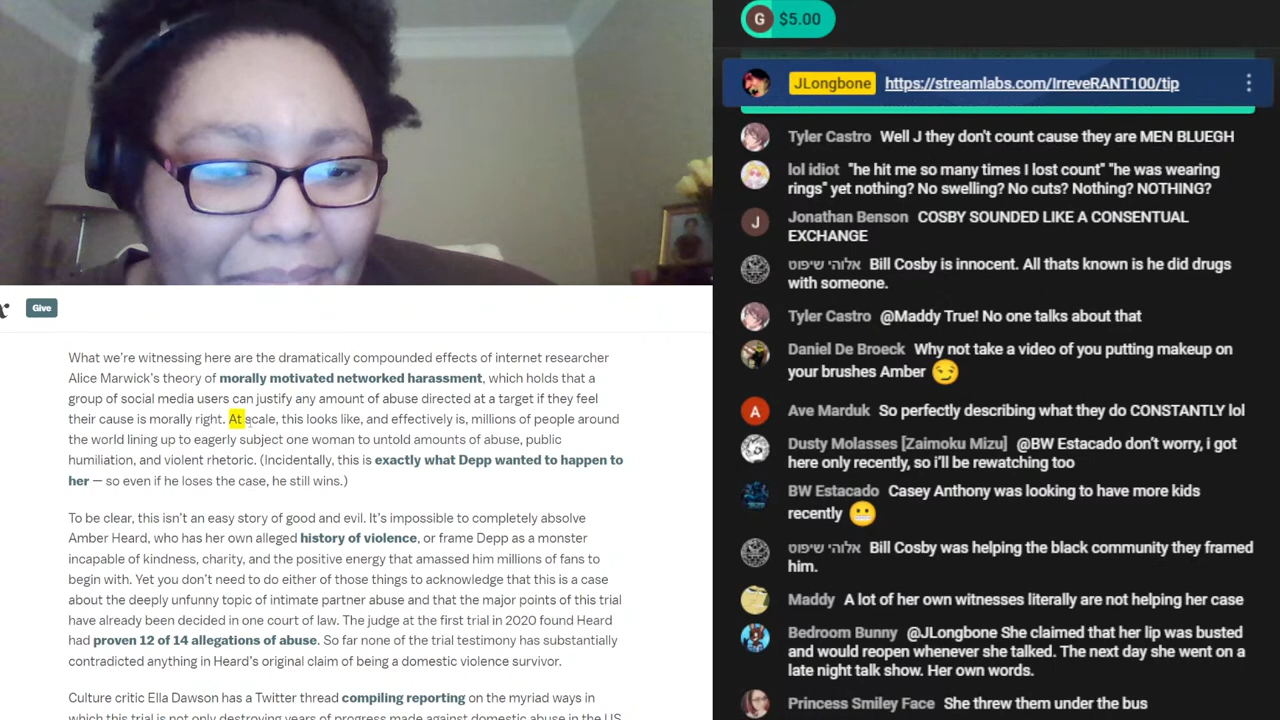 G $5.00
JLongbone https://streamlabs.com/IrreveRANT100/tip
Tyler Castro Well J they don't count cause they are MEN BLUEGH
lol idiot "he hit me so many times I lost count" "he was wearing
rings" yet nothing? No swelling? No cuts? Nothing? NOTHING?
J Jonathan Benson COSBY SOUNDED LIKE A CONSENTUAL
EXCHANGE
אלוהי שיפוט Bill Cosby is innocent. All thats known is he did drugs
with someone.
Tyler Castro @Maddy True! No one talks about that
Daniel De Broeck Why not take a video of you putting makeup on
your brushes Amber 😏
A Ave Marduk So perfectly describing what they do CONSTANTLY lol
Dusty Molasses [Zaimoku Mizu] @BW Estacado don't worry, i got
here only recently, so i'll be rewatching too
BW Estacado Casey Anthony was looking to have more kids
recently 😬
אלוהי שיפוט Bill Cosby was helping the black community they framed
him.
Maddy A lot of her own witnesses literally are not helping her case
Bedroom Bunny @JLongbone She claimed that her lip was busted
and would reopen whenever she talked. The next day she went on a
late night talk show. Her own words.
Princess Smiley Face She threw them under the bus
Give
What we're witnessing here are the dramatically compounded effects of internet researcher
Alice Marwick's theory of morally motivated networked harassment, which holds that a
group of social media users can justify any amount of abuse directed at a target if they feel
their cause is morally right. At scale, this looks like, and effectively is, millions of people around
the world lining up to eagerly subject one woman to untold amounts of abuse, public
humiliation, and violent rhetoric. (Incidentally, this is exactly what Depp wanted to happen to
her — so even if he loses the case, he still wins.)
To be clear, this isn't an easy story of good and evil. It's impossible to completely absolve
Amber Heard, who has her own alleged history of violence, or frame Depp as a monster
incapable of kindness, charity, and the positive energy that amassed him millions of fans to
begin with. Yet you don't need to do either of those things to acknowledge that this is a case
about the deeply unfunny topic of intimate partner abuse and that the major points of this trial
have already been decided in one court of law. The judge at the first trial in 2020 found Heard
had proven 12 of 14 allegations of abuse. So far none of the trial testimony has substantially
contradicted anything in Heard's original claim of being a domestic violence survivor.
Culture critic Ella Dawson has a Twitter thread compiling reporting on the myriad ways in
which this trial is not only destroying years of progress made against domestic abuse in the US